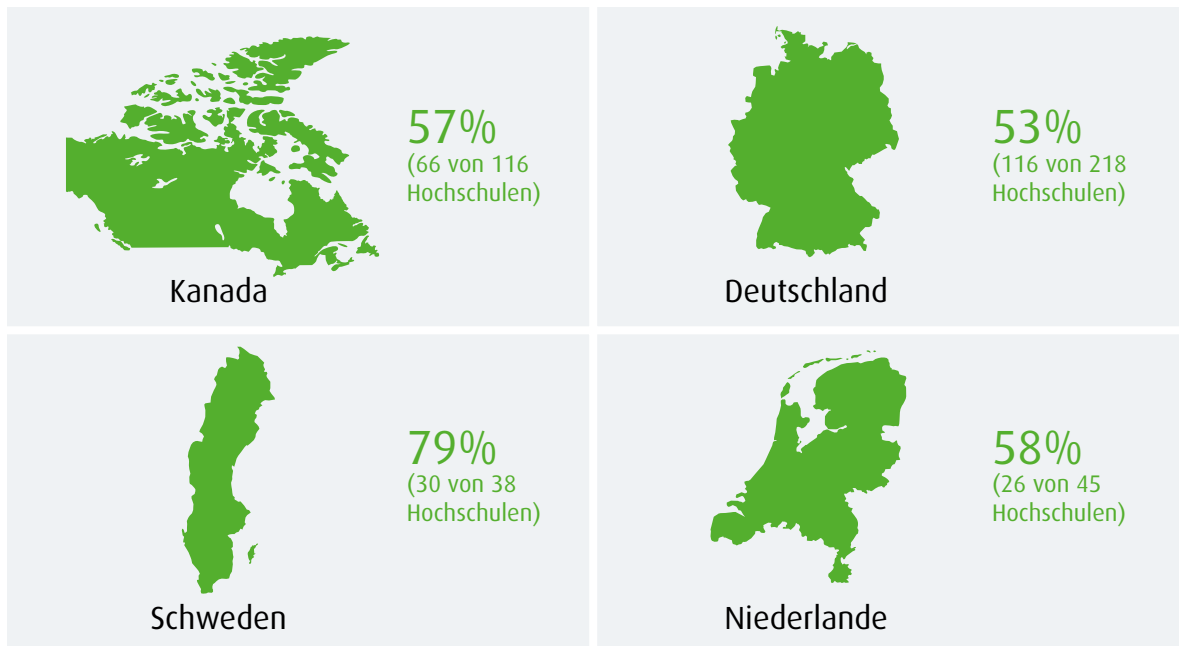 57%
(66 von 116
Hochschulen)
Kanada
53%
(116 von 218
Hochschulen)
Deutschland
79%
(30 von 38
Hochschulen)
Schweden
58%
(26 von 45
Hochschulen)
Niederlande